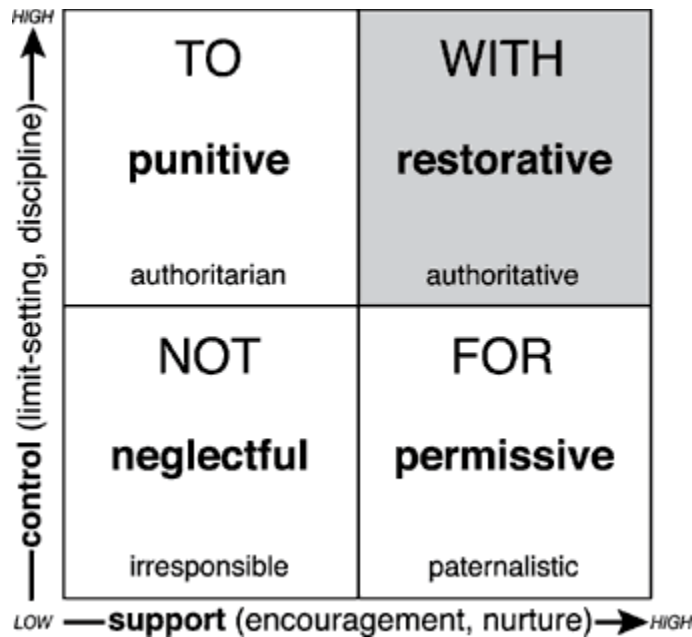 HIGH
TO
punitive
authoritarian
WITH
restorative
authoritative
NOT
neglectful
irresponsible
FOR
permissive
paternalistic
control (limit-setting, discipline)
LOW
support (encouragement, nurture)
HIGH